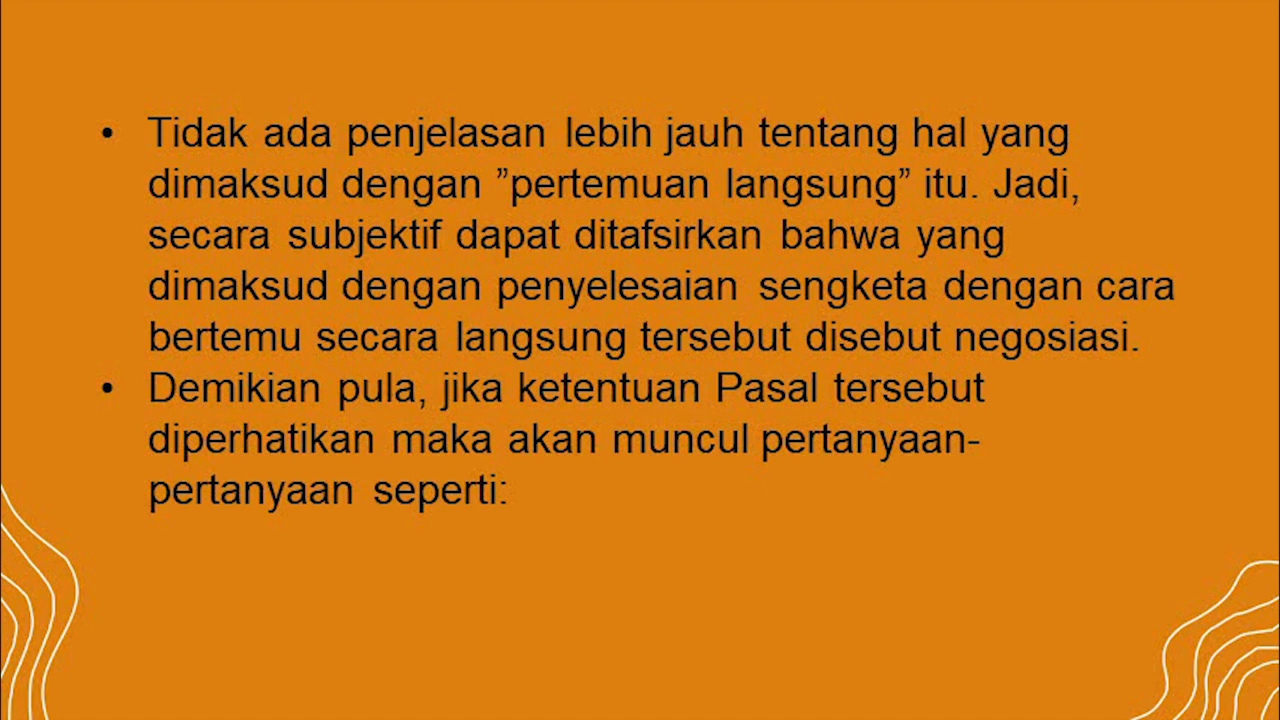 • Tidak ada penjelasan lebih jauh tentang hal yang
dimaksud dengan ”pertemuan langsung” itu. Jadi,
secara subjektif dapat ditafsirkan bahwa yang
dimaksud dengan penyelesaian sengketa dengan cara
bertemu secara langsung tersebut disebut negosiasi.
• Demikian pula, jika ketentuan Pasal tersebut
diperhatikan maka akan muncul pertanyaan-
pertanyaan seperti: